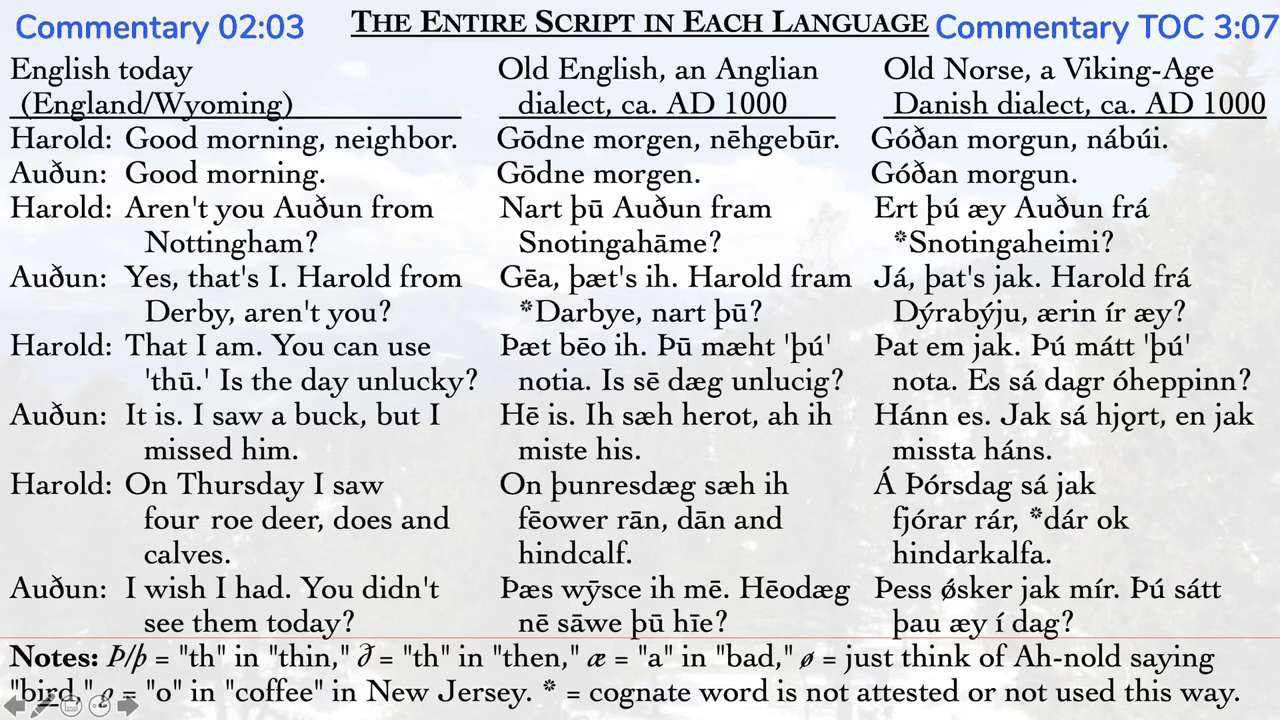 Commentary 02:03
THE ENTIRE SCRIPT IN EACH LANGUAGE
Commentary TOC 3:07
English today
(England/Wyoming)
Harold: Good morning, neighbor.
Auðun: Good morning.
Harold: Aren't you Auðun from
Nottingham?
Auðun: Yes, that's I. Harold from
Derby, aren't you?
Harold: That I am. You can use
'thū.' Is the day unlucky?
Auðun: It is. I saw a buck, but I
missed him.
Harold: On Thursday I saw
four roe deer, does and
calves.
Auðun: I wish I had. You didn't
see them today?
Old English, an Anglian
dialect, ca. AD 1000
Gōdne morgen, nēhgebūr.
Gōdne morgen.
Nart þū Auðun fram
Snotingahāme?
Gēa, þæt's ih. Harold fram
*Darbye, nart þū?
Þæt bēo ih. Þū mæht 'þú'
notia. Is sē dæg unlucig?
Hē is. Ih sæh herot, ah ih
miste his.
On þunresdæg sæh ih
fēower rān, dān and
hindcalf.
Þæs wȳsce ih mē. Hēodæg
nē sāwe þū hīe?
Old Norse, a Viking-Age
Danish dialect, ca. AD 1000
Góðan morgun, nábúi.
Góðan morgun.
Ert þú æy Auðun frá
*Snotingaheimi?
Já, þat's jak. Harold frá
Dýrabýju, ærin ír æy?
Þat em jak. Þú mátt 'þú'
nota. Es sá dagr óheppinn?
Hánn es. Jak sá hjǫrt, en jak
missta háns.
Á Þórsdag sá jak
fjórar rár, *dár ok
hindarkalfa.
Þess ǿsker jak mír. Þú sátt
þau æy í dag?
Notes: Þ/þ = "th" in "thin," ð = "th" in "then," æ = "a" in "bad," ø = just think of Ah-nold saying
"bird," ǫ = "o" in "coffee" in New Jersey. * = cognate word is not attested or not used this way.